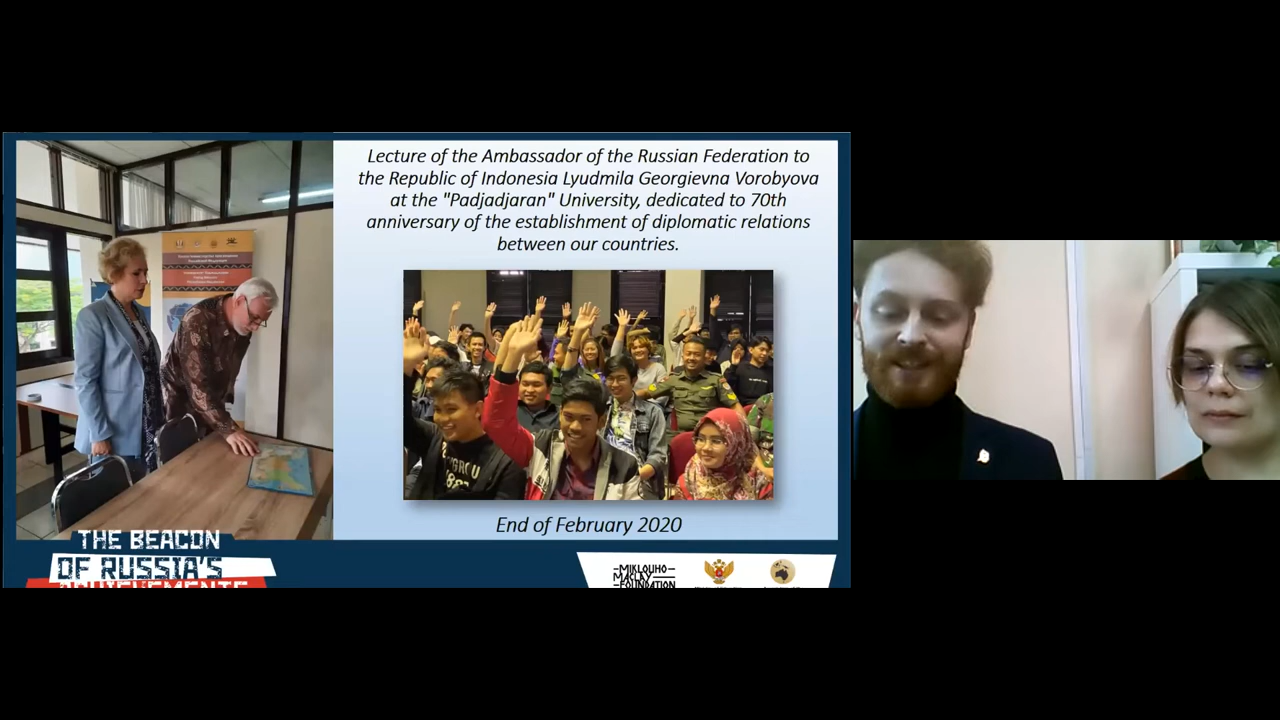 Lecture of the Ambassador of the Russian Federation to
the Republic of Indonesia Lyudmila Georgievna Vorobyova
at the "Padjadjaran" University, dedicated to 70th
anniversary of the establishment of diplomatic relations
between our countries.
End of February 2020
THE BEACON
OF RUSSIA'S
ACHIEVEMENTS
MIKLOUHO-
MACLAY
FOUNDATION